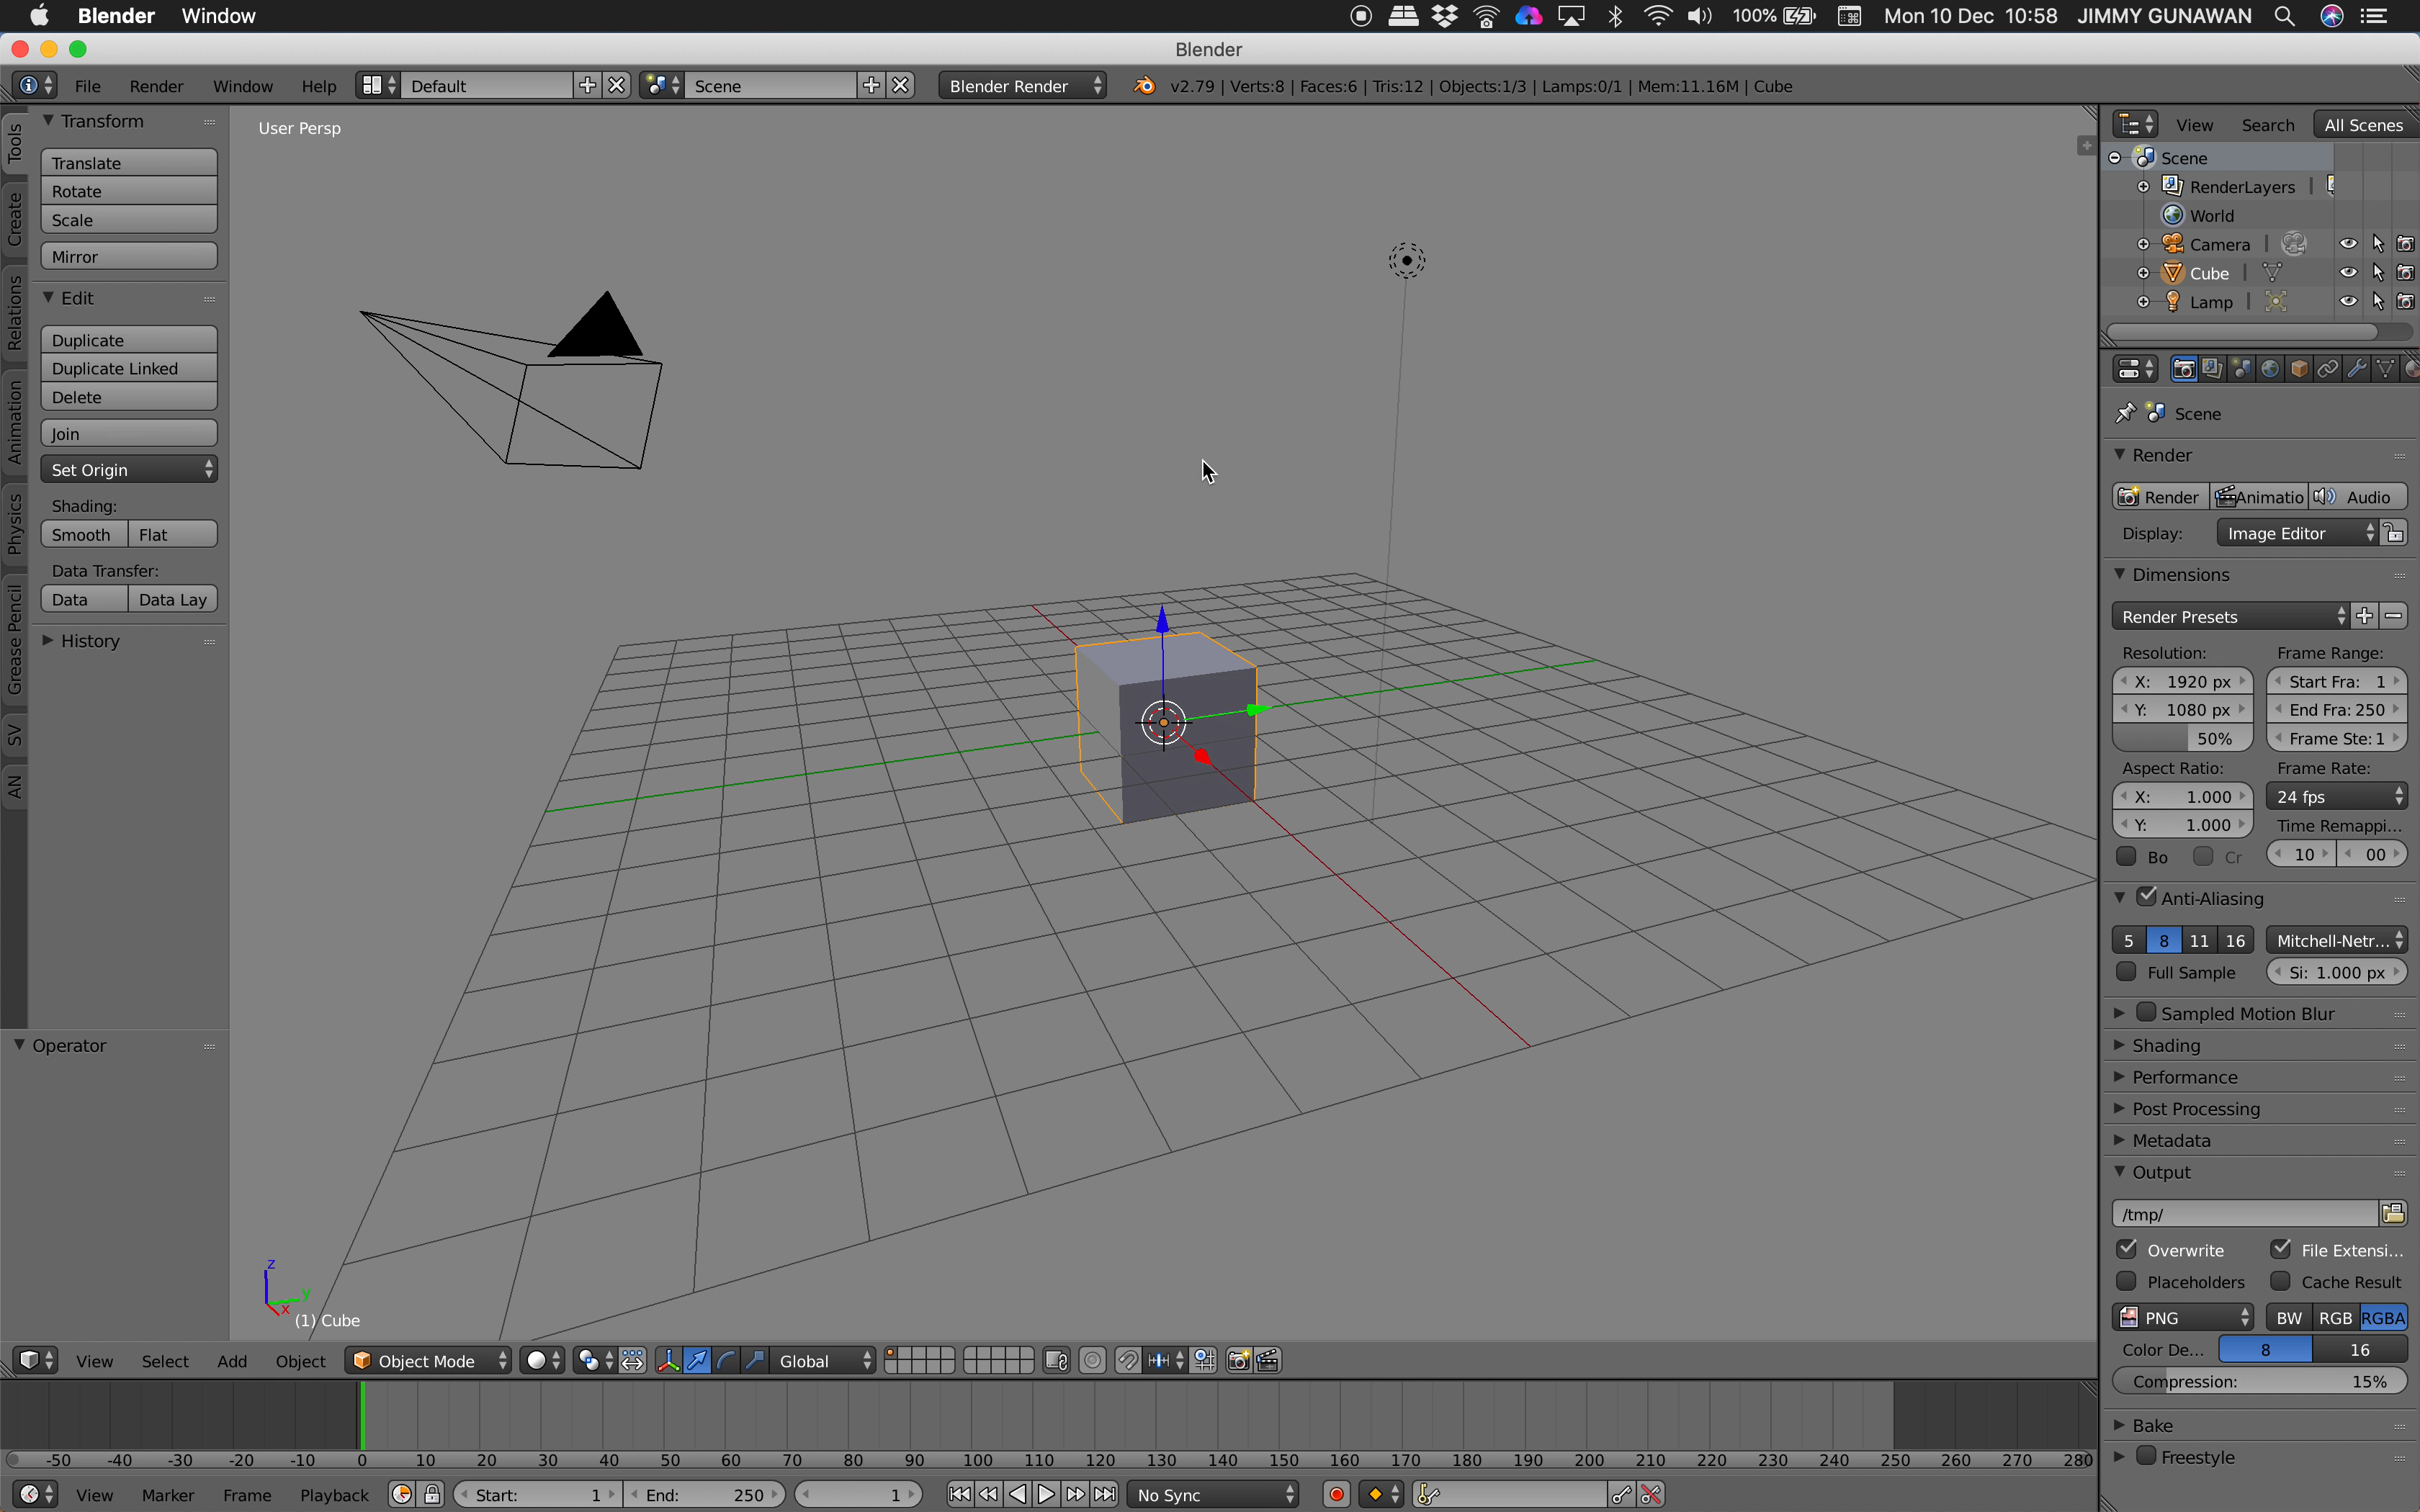 Blender Window 100% Mon 10 Dec 10:58 JIMMY GUNAWAN
Blender
File Render Window Help Default Scene Blender Render v2.79 | Verts:8 | Faces:6 | Tris:12 | Objects:1/3 | Lamps:0/1 | Mem:11.16M | Cube
Tools
Create
Relations
Animation
Physics
Grease Pencil
SV
AN
Transform
Translate
Rotate
Scale
Mirror
Edit
Duplicate
Duplicate Linked
Delete
Join
Set Origin
Shading:
Smooth Flat
Data Transfer:
Data Data Lay
History
Operator
User Persp
z
y
x
(1) Cube
View Select Add Object Object Mode Global
-50 -40 -30 -20 -10 0 10 20 30 40 50 60 70 80 90 100 110 120 130 140 150 160 170 180 190 200 210 220 230 240 250 260 270 280
View Marker Frame Playback Start: 1 End: 250 1 No Sync
View Search All Scenes
Scene
RenderLayers
World
Camera
Cube
Lamp
Scene
Render
Render Animatio Audio
Display: Image Editor
Dimensions
Render Presets
Resolution: Frame Range:
X: 1920 px Start Fra: 1
Y: 1080 px End Fra: 250
50% Frame Ste: 1
Aspect Ratio: Frame Rate:
X: 1.000 24 fps
Y: 1.000 Time Remappi...
Bo Cr 10 00
Anti-Aliasing
5 8 11 16 Mitchell-Netr...
Full Sample Si: 1.000 px
Sampled Motion Blur
Shading
Performance
Post Processing
Metadata
Output
/tmp/
Overwrite File Extensi...
Placeholders Cache Result
PNG BW RGB RGBA
Color De... 8 16
Compression: 15%
Bake
Freestyle